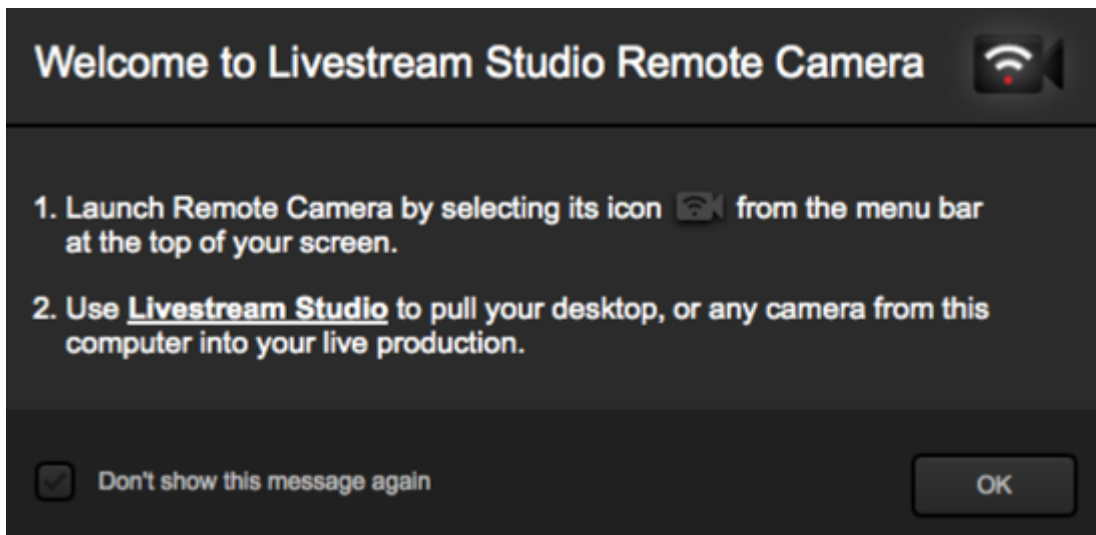 Welcome to Livestream Studio Remote Camera
1. Launch Remote Camera by selecting its icon from the menu bar
at the top of your screen.
2. Use Livestream Studio to pull your desktop, or any camera from this
computer into your live production.
Don't show this message again
OK